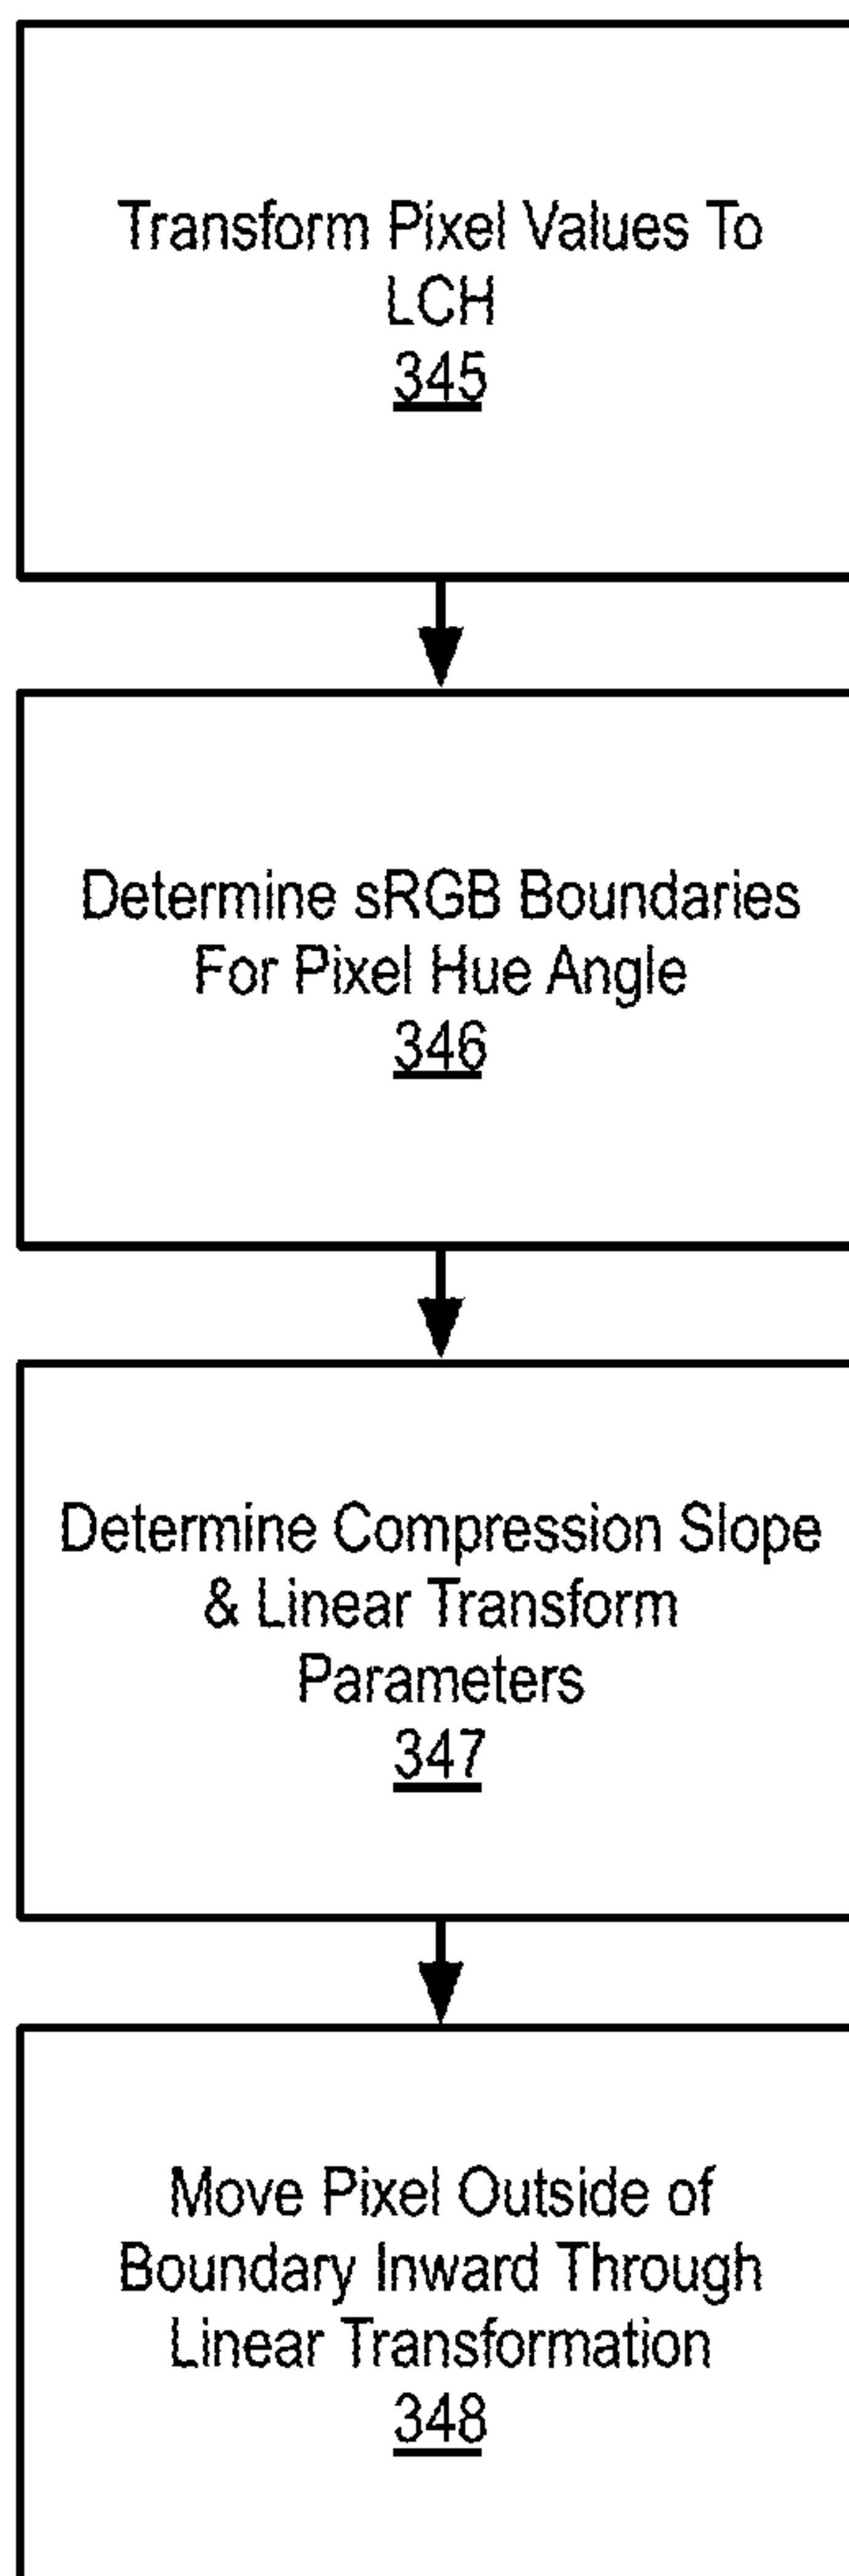 Transform Pixel Values To
LCH
345
Determine sRGB Boundaries
For Pixel Hue Angle
346
Determine Compression Slope
& Linear Transform
Parameters
347
Move Pixel Outside of
Boundary Inward Through
Linear Transformation
348